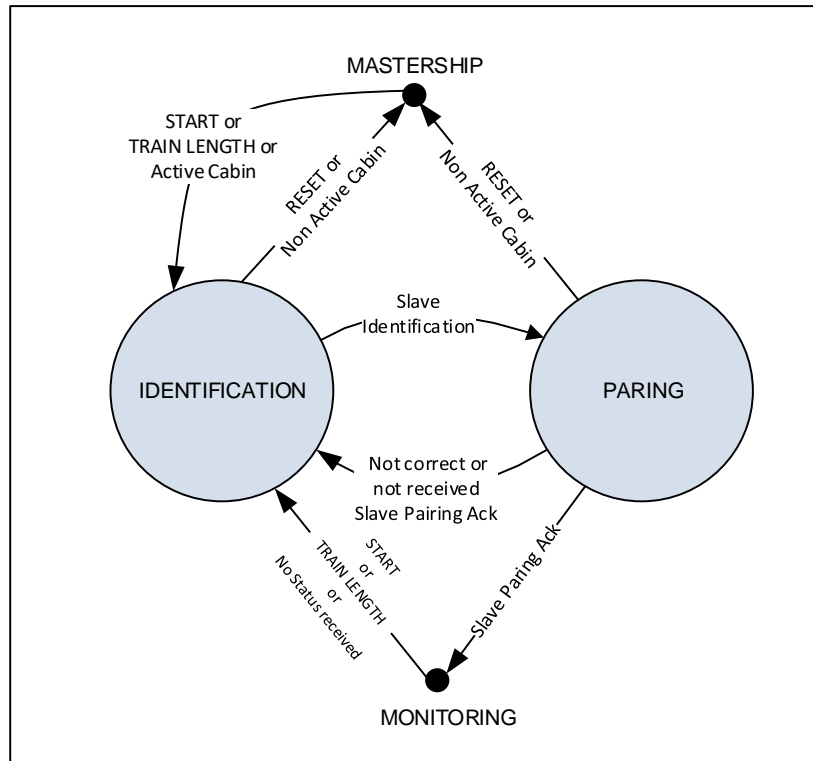 MASTERSHIP
START or
TRAIN LENGTH or
Active Cabin
RESET or
Non Active Cabin
RESET or
Non Active Cabin
Slave
Identification
IDENTIFICATION
PARING
Not correct or
not received
Slave Pairing Ack
START
or
TRAIN LENGTH
or
No Status received
Slave Paring Ack
MONITORING